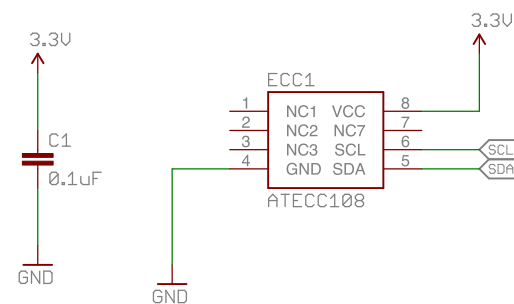 3.3V
C1
0.1uF
GND
ECC1
1 NC1 VCC 8
2 NC2 NC7 7
3 NC3 SCL 6
4 GND SDA 5
ATECC108
GND
3.3V
SCL
SDA